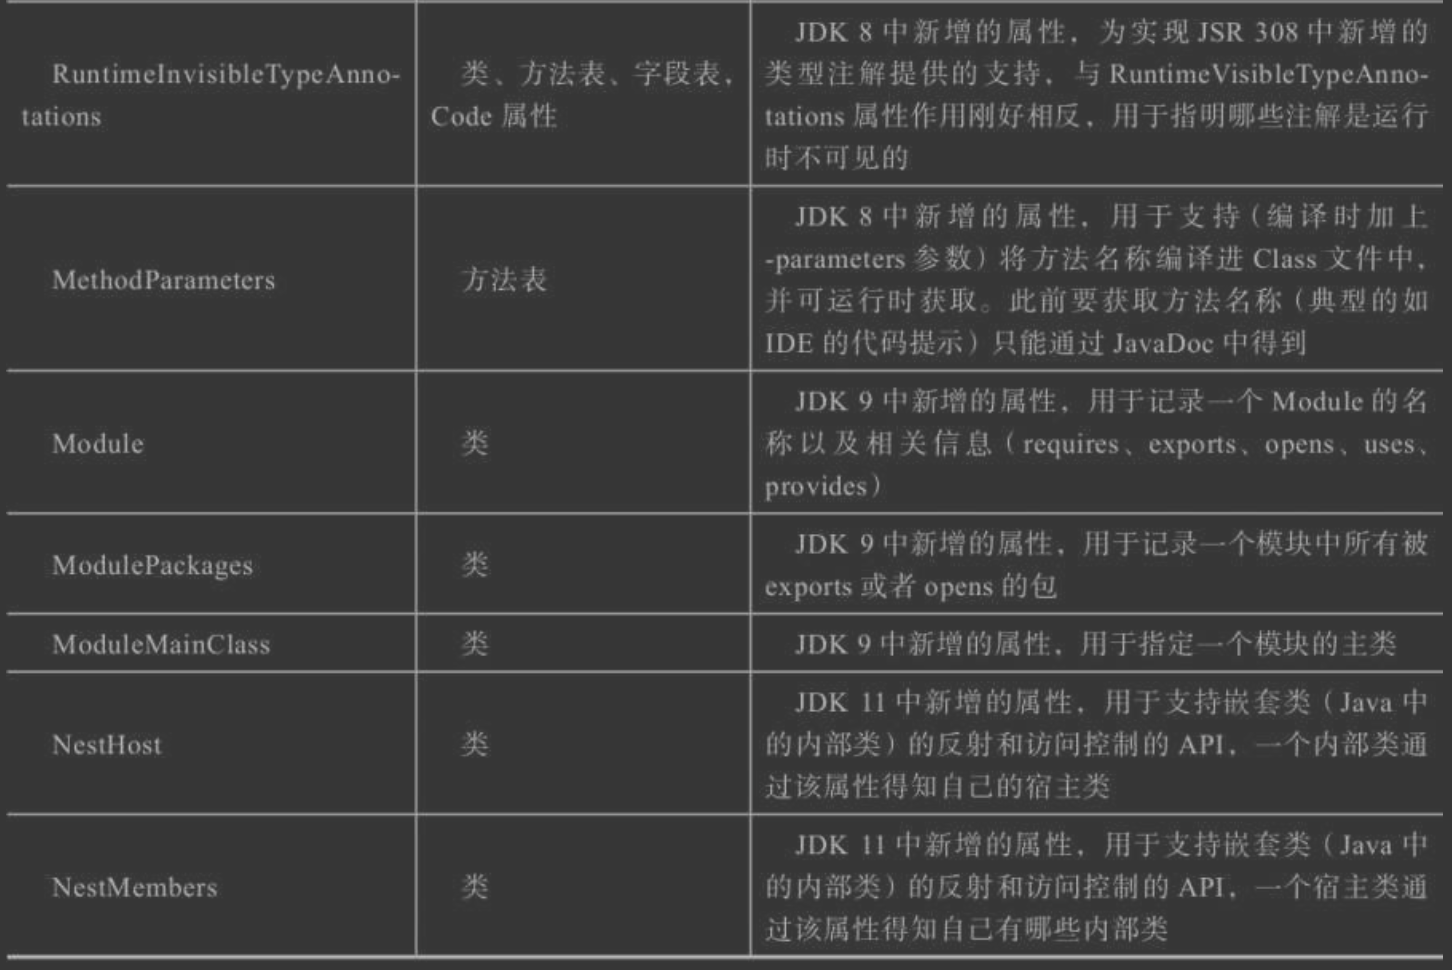 RuntimeInvisibleTypeAnno-
tations
类、方法表、字段表，
Code 属性
JDK 8 中新增的属性，为实现 JSR 308 中新增的
类型注解提供的支持，与 RuntimeVisibleTypeAnno-
tations 属性作用刚好相反，用于指明哪些注解是运行
时不可见的
MethodParameters
方法表
JDK 8 中新增的属性，用于支持（编译时加上
-parameters 参数）将方法名称编译进 Class 文件中，
并可运行时获取。此前要获取方法名称（典型的如
IDE 的代码提示）只能通过 JavaDoc 中得到
Module
类
JDK 9 中新增的属性，用于记录一个 Module 的名
称以及相关信息（requires、exports、opens、uses、
provides）
ModulePackages
类
JDK 9 中新增的属性，用于记录一个模块中所有被
exports 或者 opens 的包
ModuleMainClass
类
JDK 9 中新增的属性，用于指定一个模块的主类
NestHost
类
JDK 11 中新增的属性，用于支持嵌套类（Java 中
的内部类）的反射和访问控制的 API，一个内部类通
过该属性得知自己的宿主类
NestMembers
类
JDK 11 中新增的属性，用于支持嵌套类（Java 中
的内部类）的反射和访问控制的 API，一个宿主类通
过该属性得知自己有哪些内部类